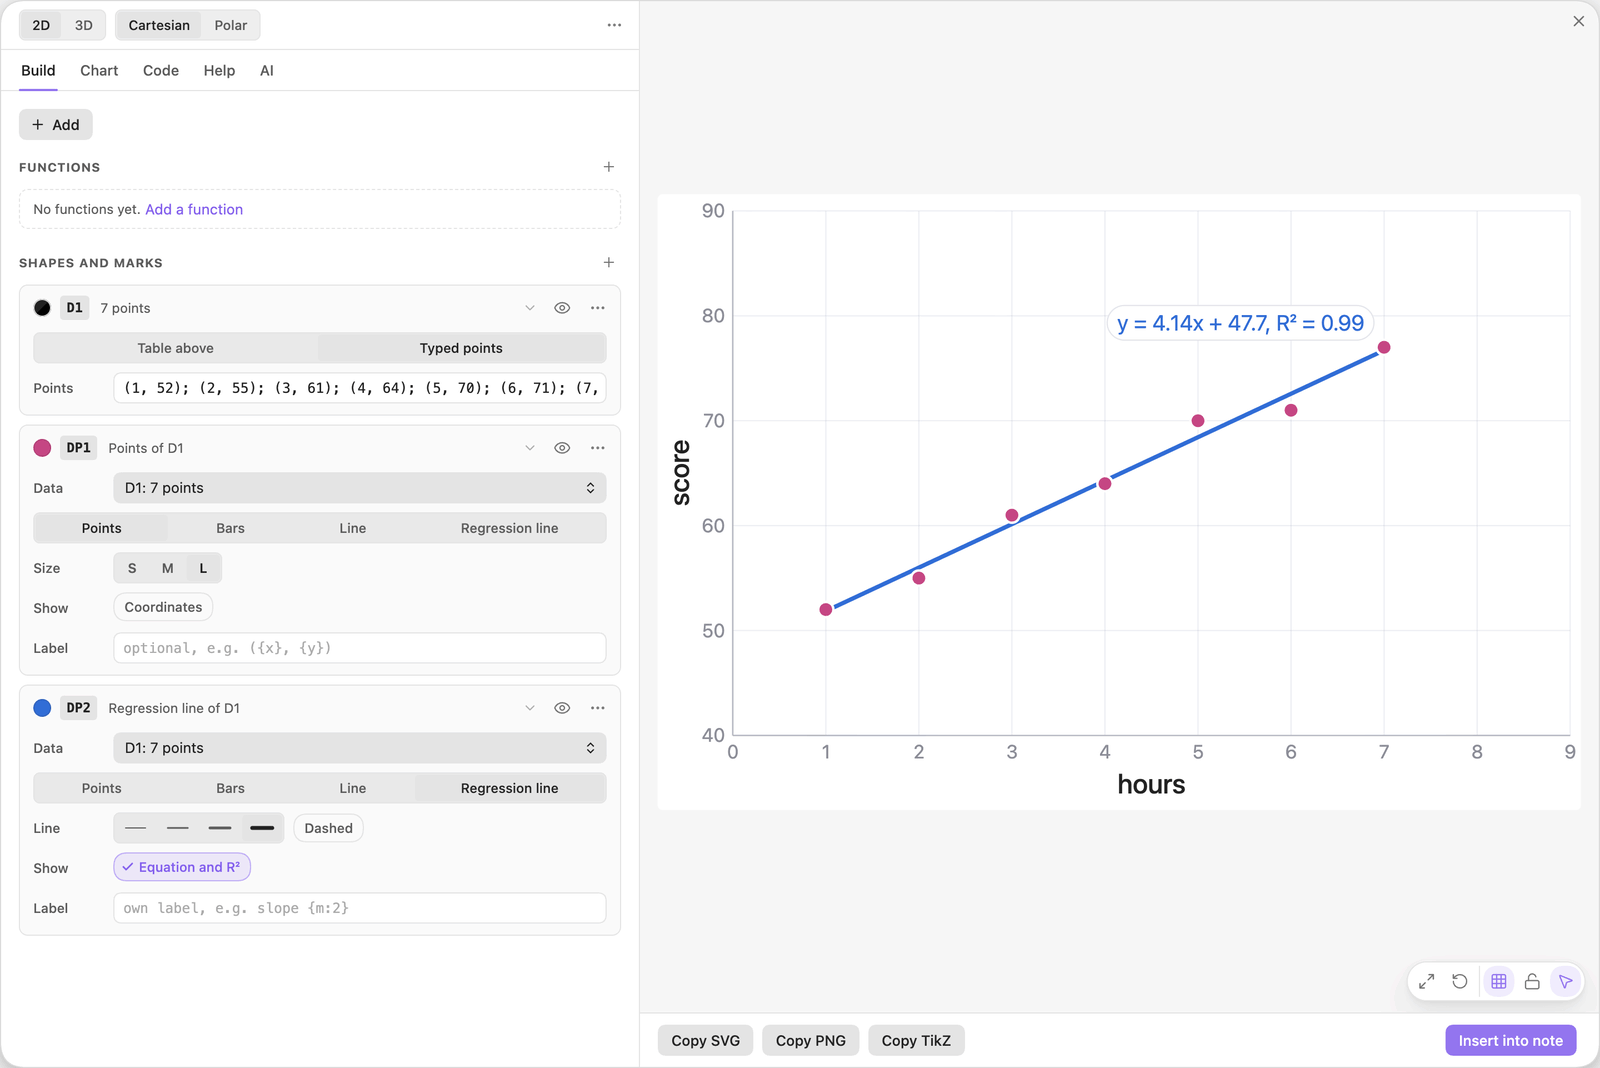 2D 3D Cartesian Polar
Build Chart Code Help AI
+ Add
FUNCTIONS
No functions yet. Add a function
SHAPES AND MARKS
D1 7 points
Table above Typed points
Points (1, 52); (2, 55); (3, 61); (4, 64); (5, 70); (6, 71); (7,
DP1 Points of D1
Data D1: 7 points
Points Bars Line Regression line
Size S M L
Show Coordinates
Label optional, e.g. ({x}, {y})
DP2 Regression line of D1
Data D1: 7 points
Points Bars Line Regression line
Line Dashed
Show Equation and R²
Label own label, e.g. slope {m:2}
90
80
70
60
50
40
score
y = 4.14x + 47.7, R² = 0.99
0 1 2 3 4 5 6 7 8 9
hours
Copy SVG Copy PNG Copy TikZ Insert into note